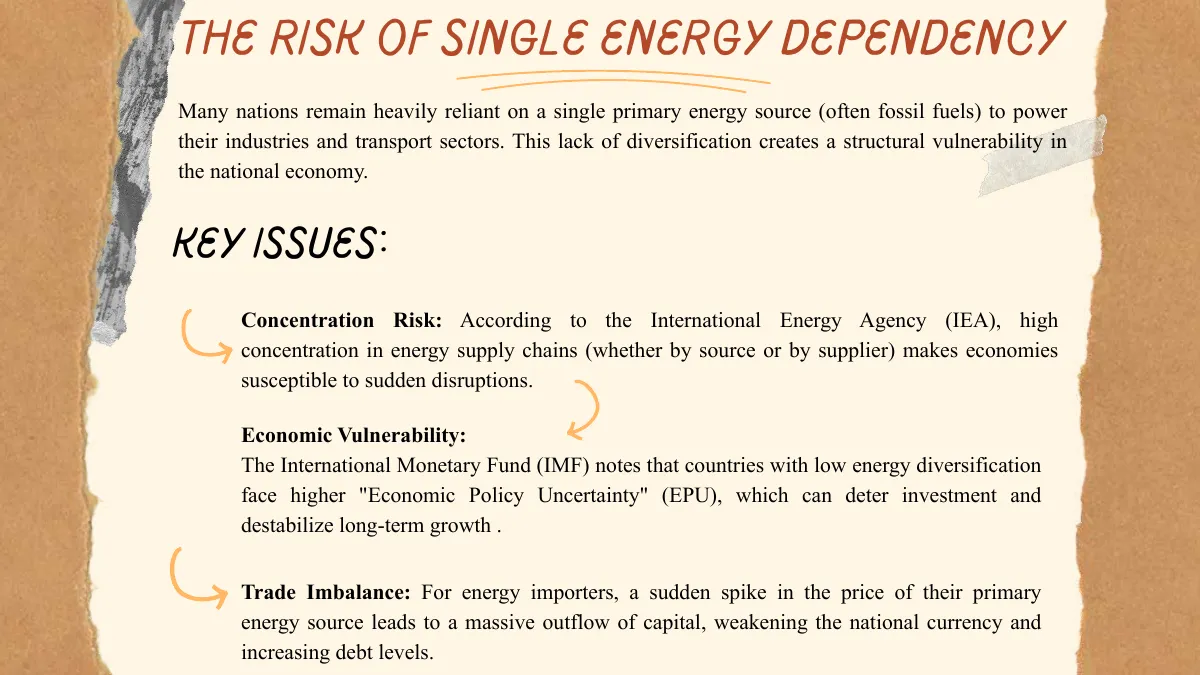 THE RISK OF SINGLE ENERGY DEPENDENCY
Many nations remain heavily reliant on a single primary energy source (often fossil fuels) to power
their industries and transport sectors. This lack of diversification creates a structural vulnerability in
the national economy.
KEY ISSUES:
Concentration Risk: According to the International Energy Agency (IEA), high
concentration in energy supply chains (whether by source or by supplier) makes economies
susceptible to sudden disruptions.
Economic Vulnerability:
The International Monetary Fund (IMF) notes that countries with low energy diversification
face higher "Economic Policy Uncertainty" (EPU), which can deter investment and
destabilize long-term growth .
Trade Imbalance: For energy importers, a sudden spike in the price of their primary
energy source leads to a massive outflow of capital, weakening the national currency and
increasing debt levels.